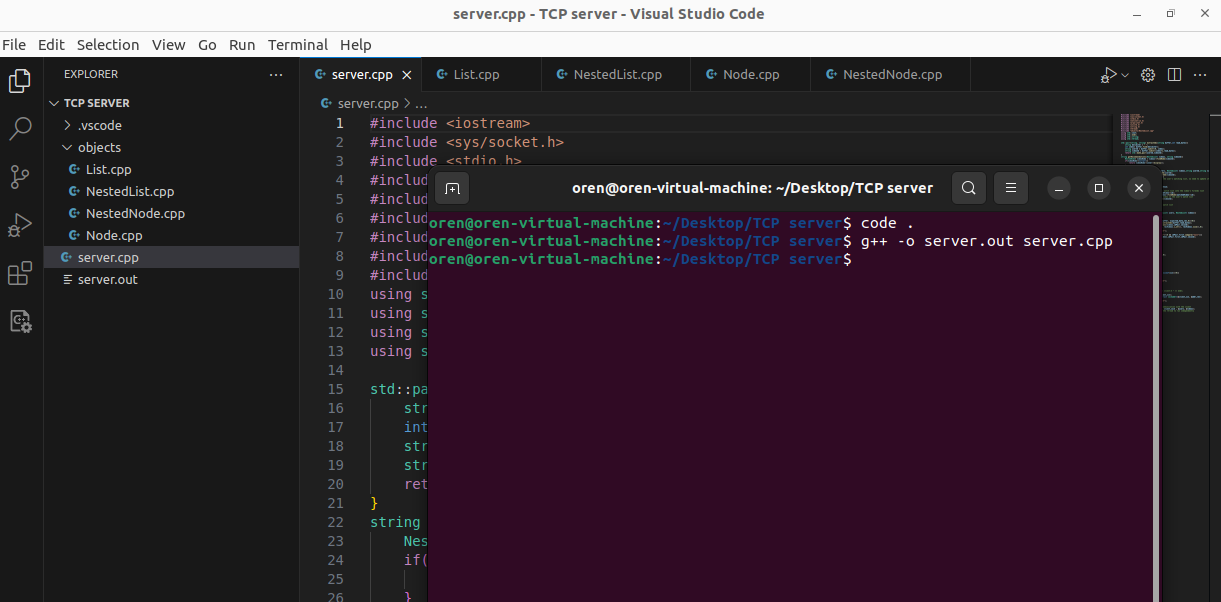 server.cpp - TCP server - Visual Studio Code
File Edit Selection View Go Run Terminal Help
EXPLORER
TCP SERVER
.vscode
objects
List.cpp
NestedList.cpp
NestedNode.cpp
Node.cpp
server.cpp
server.out
server.cpp List.cpp NestedList.cpp Node.cpp NestedNode.cpp
server.cpp > ...
1 #include <iostream>
2 #include <sys/socket.h>
3 #include <stdio.h>
4 #includ
5 #includ
6 #includ
7 #includ
8 #includ
9 #includ
10 using s
11 using s
12 using s
13 using s
14
15 std::pa
16 str
17 int
18 str
19 str
20 ret
21 }
22 string
23 Nes
24 if(
25
26 }
oren@oren-virtual-machine: ~/Desktop/TCP server
oren@oren-virtual-machine:~/Desktop/TCP server$ code .
oren@oren-virtual-machine:~/Desktop/TCP server$ g++ -o server.out server.cpp
oren@oren-virtual-machine:~/Desktop/TCP server$